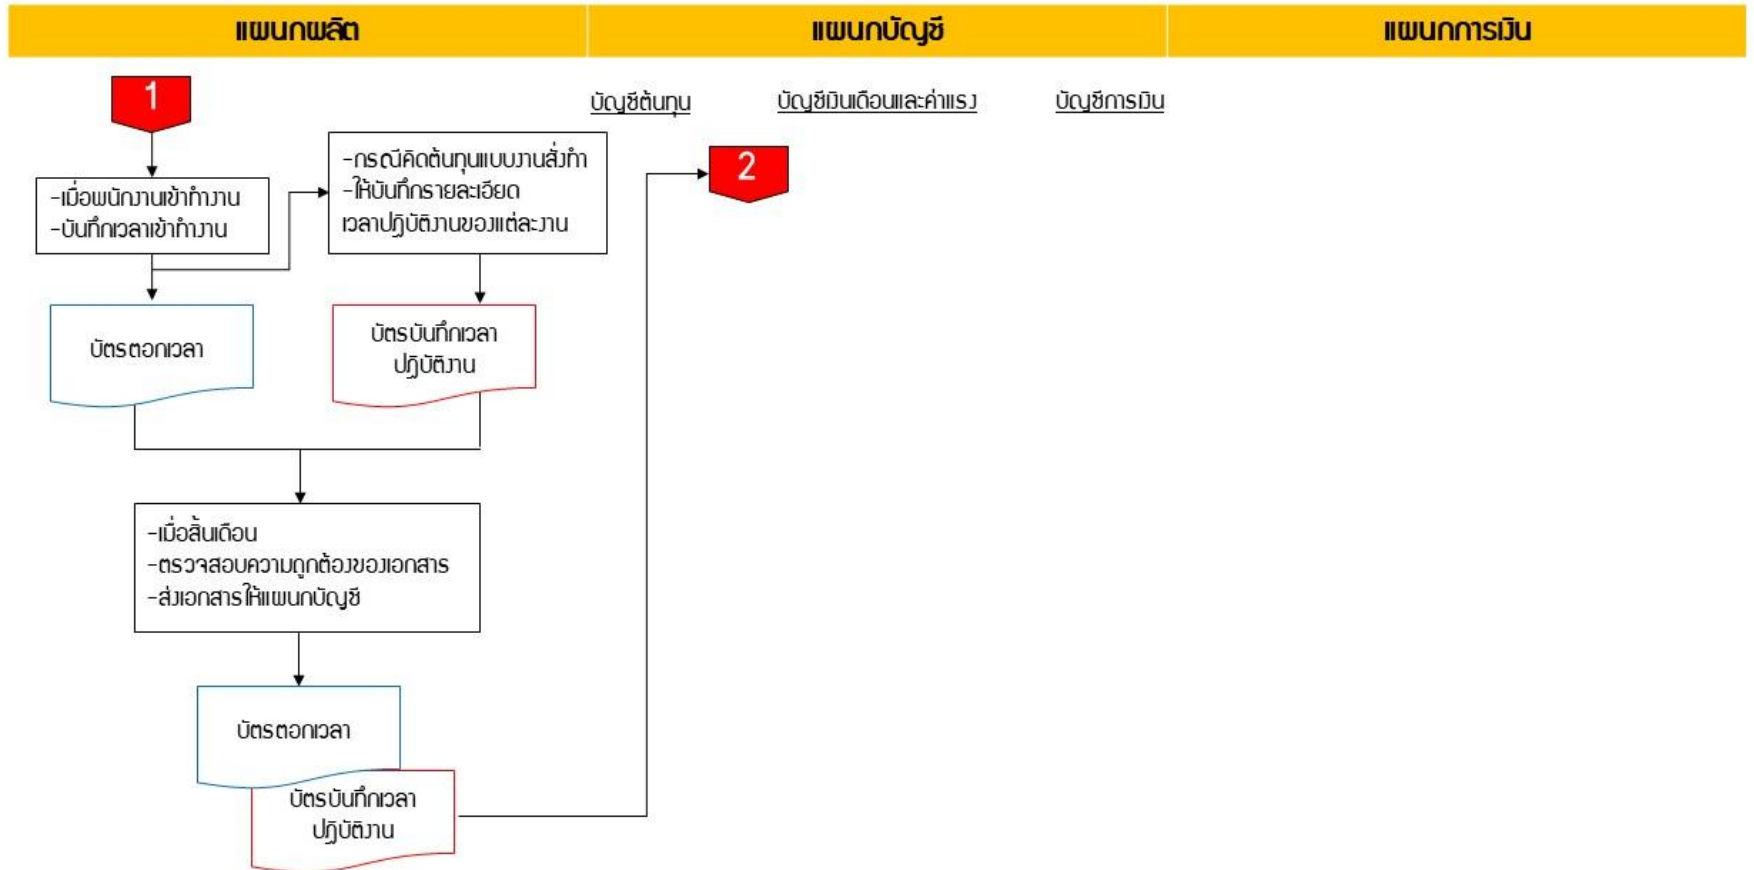 แผนกผลิต
แผนกบัญชี
แผนกการเงิน
1
บัญชีต้นทุน
บัญชีเงินเดือนและค่าแรง
บัญชีการเงิน
-เมื่อพนักงานเข้าทำงาน
-บันทึกเวลาเข้าทำงาน
-กรณีคิดต้นทุนแบบงานสั่งทำ
-ให้บันทึกรายละเอียด
เวลาปฏิบัติงานของแต่ละงาน
2
บัตรตอกเวลา
บัตรบันทึกเวลา
ปฏิบัติงาน
-เมื่อสิ้นเดือน
-ตรวจสอบความถูกต้องของเอกสาร
-ส่งเอกสารให้แผนกบัญชี
บัตรตอกเวลา
บัตรบันทึกเวลา
ปฏิบัติงาน